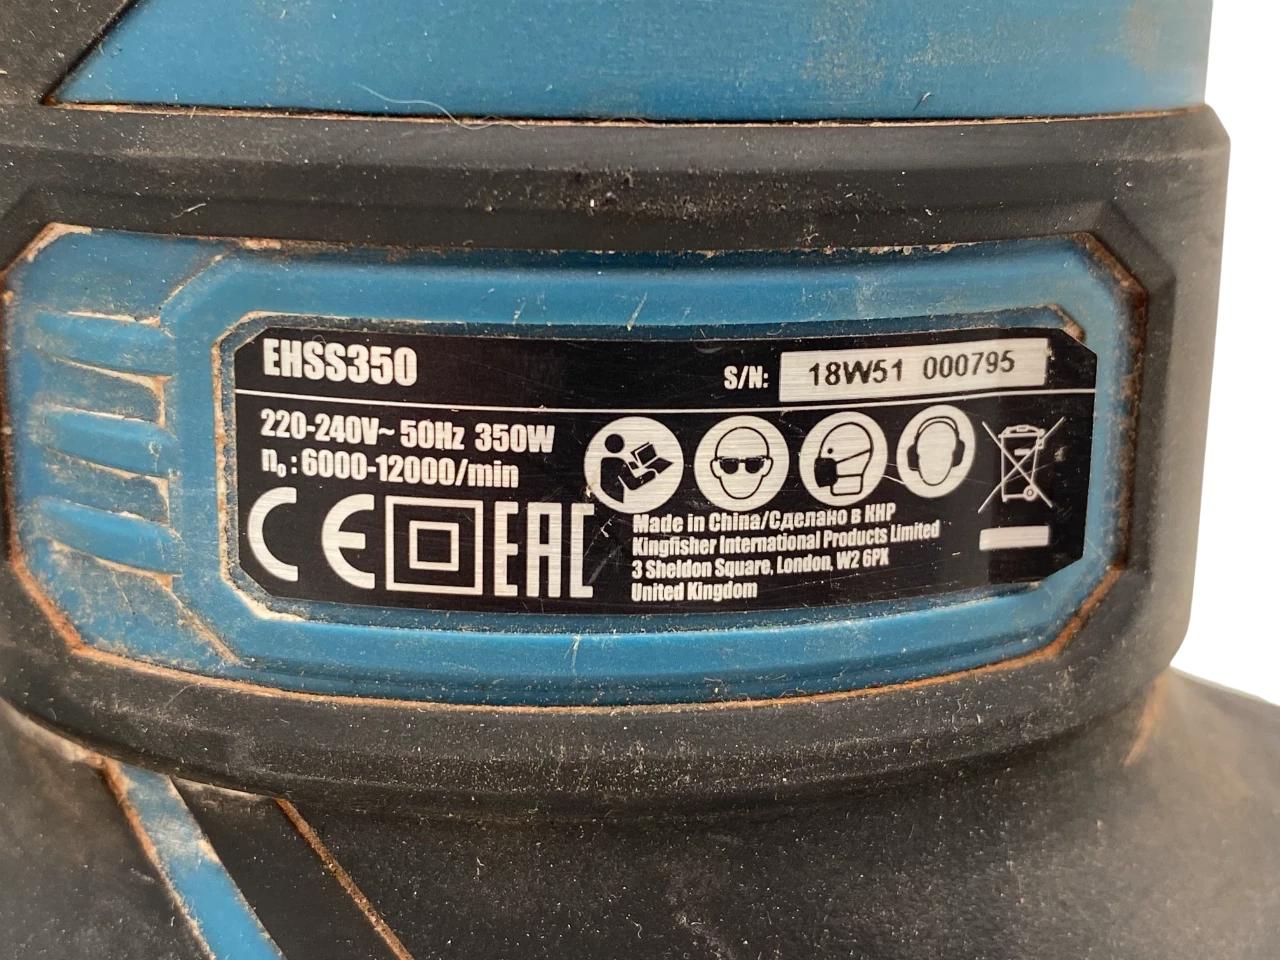 EHSS350
S/N: 18W51 000795
220-240V~ 50Hz 350W
n₀ : 6000-12000/min
CE EAC
Made in China/Сделано в КНР
Kingfisher International Products Limited
3 Sheldon Square, London, W2 6PX
United Kingdom